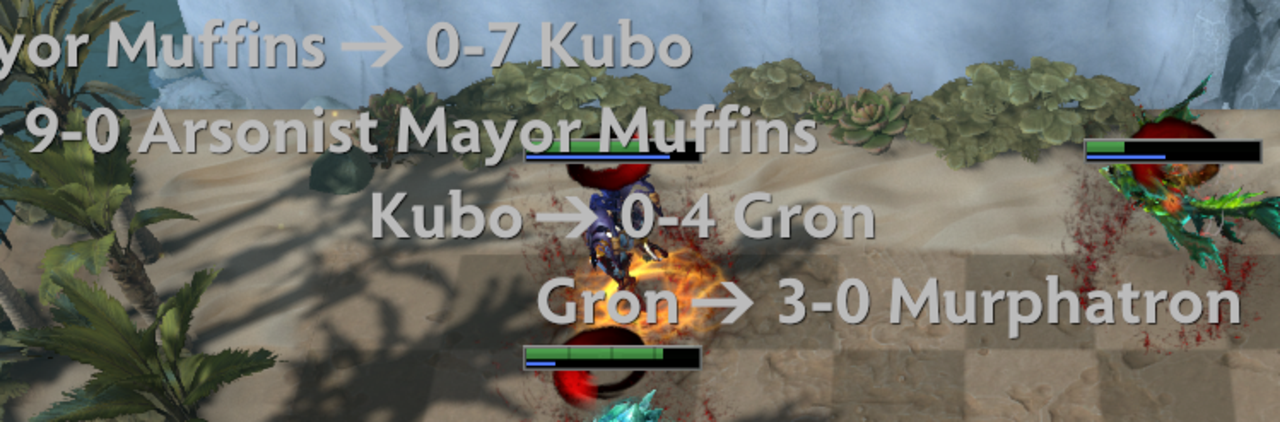 yor Muffins → 0-7 Kubo
→ 9-0 Arsonist Mayor Muffins
Kubo → 0-4 Gron
Gron → 3-0 Murphatron